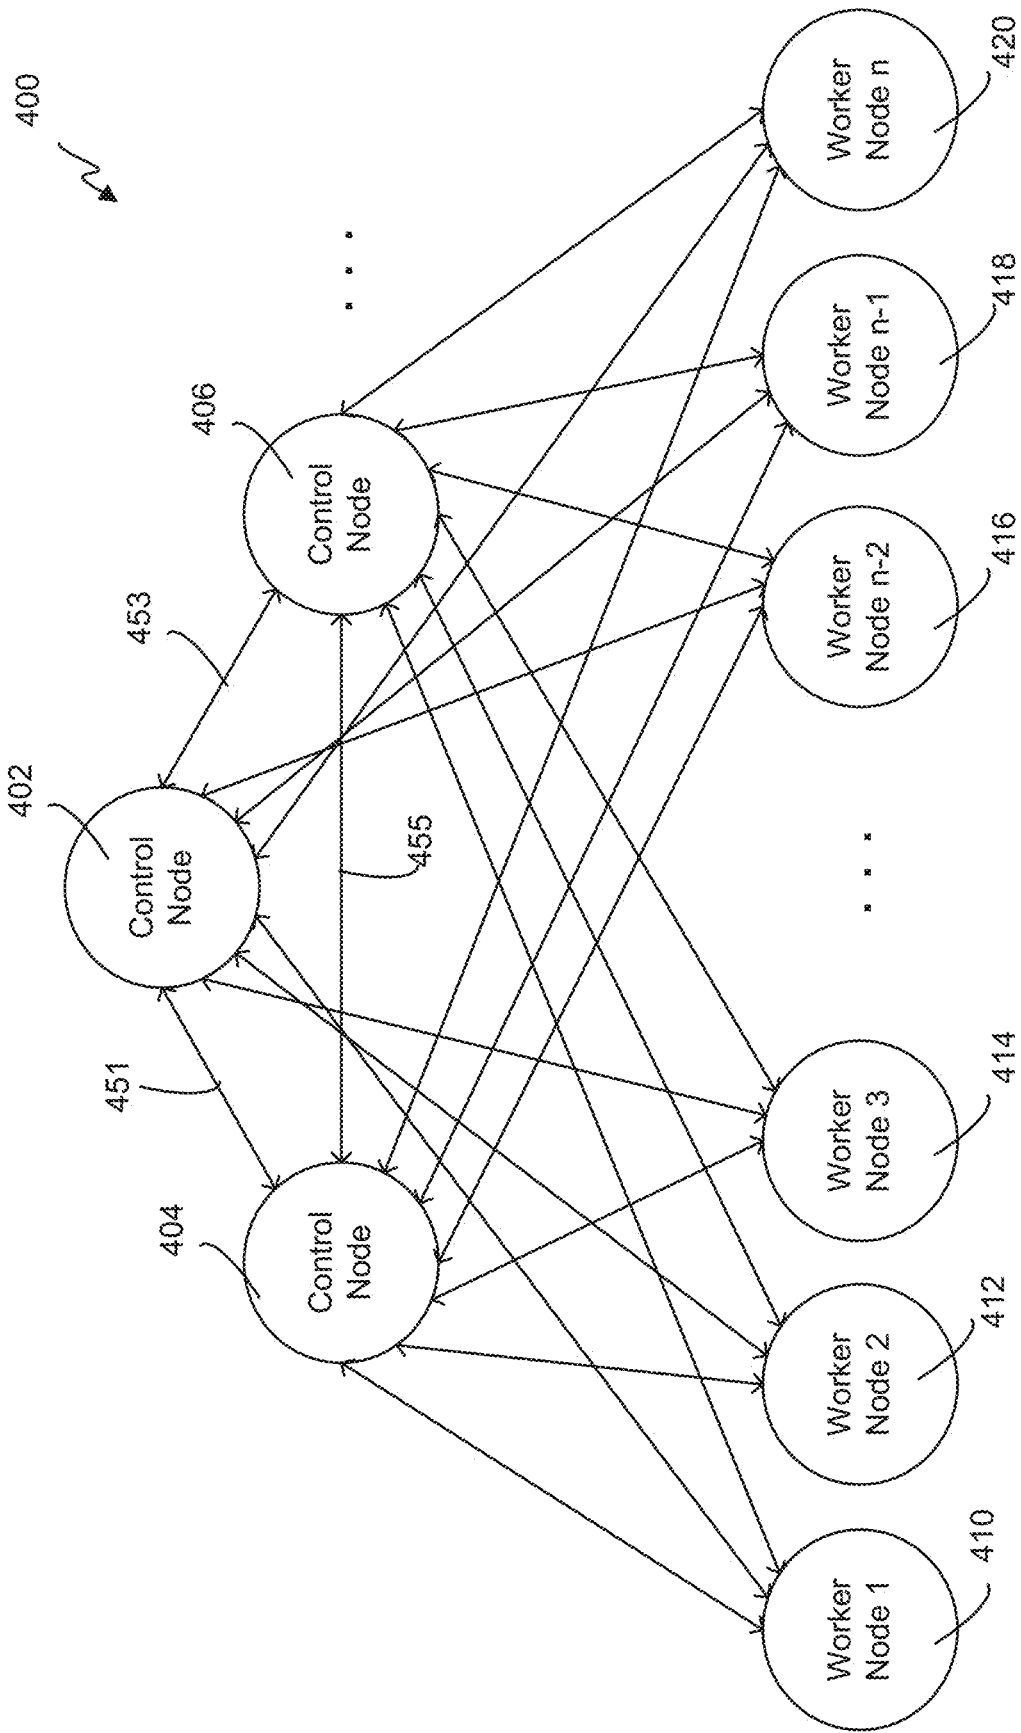 400
402
Control
Node
451
453
404
Control
Node
406
Control
Node
455
Worker
Node 1
Worker
Node 2
Worker
Node 3
Worker
Node n-2
Worker
Node n-1
Worker
Node n
410
412
414
416
418
420